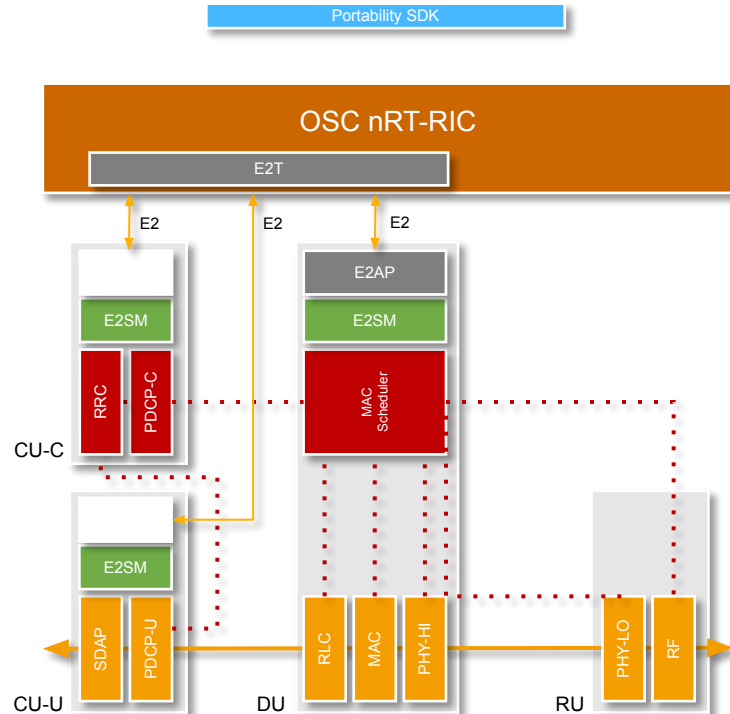 Portability SDK
OSC nRT-RIC
E2T
E2
E2
E2
E2AP
E2SM
E2SM
RRC
PDCP-C
MAC
Scheduler
CU-C
E2SM
SDAP
PDCP-U
RLC
MAC
PHY-HI
PHY-LO
RF
CU-U
DU
RU